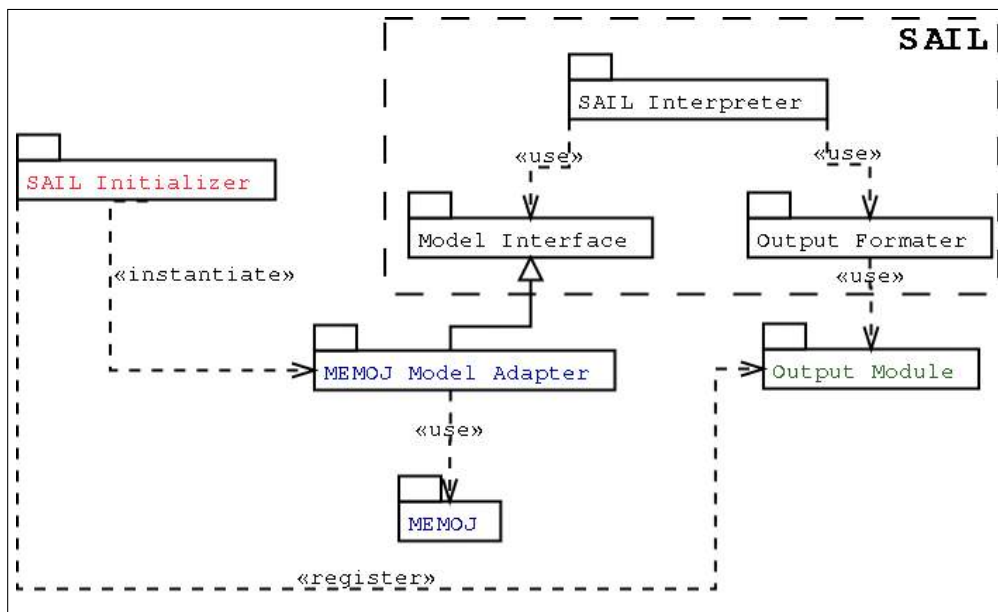 SAIL
SAIL Interpreter
«use»
«use»
SAIL Initializer
Model Interface
Output Formater
«instantiate»
«use»
MEMOJ Model Adapter
Output Module
«use»
MEMOJ
«register»